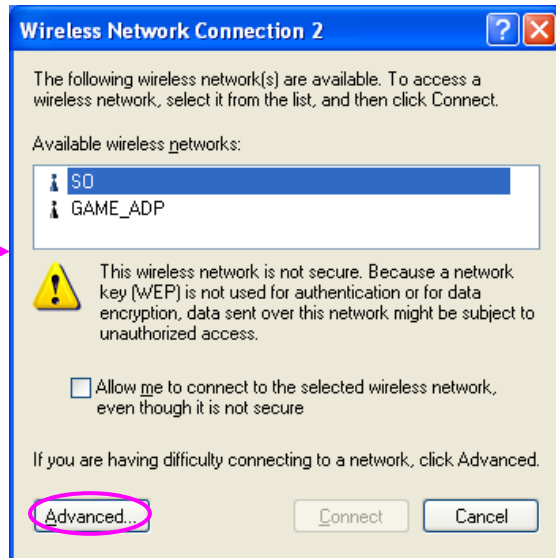 Wireless Network Connection 2
The following wireless network(s) are available. To access a
wireless network, select it from the list, and then click Connect.
Available wireless networks:
SO
GAME_ADP
This wireless network is not secure. Because a network
key (WEP) is not used for authentication or for data
encryption, data sent over this network might be subject to
unauthorized access.
Allow me to connect to the selected wireless network,
even though it is not secure
If you are having difficulty connecting to a network, click Advanced.
Advanced... Connect Cancel